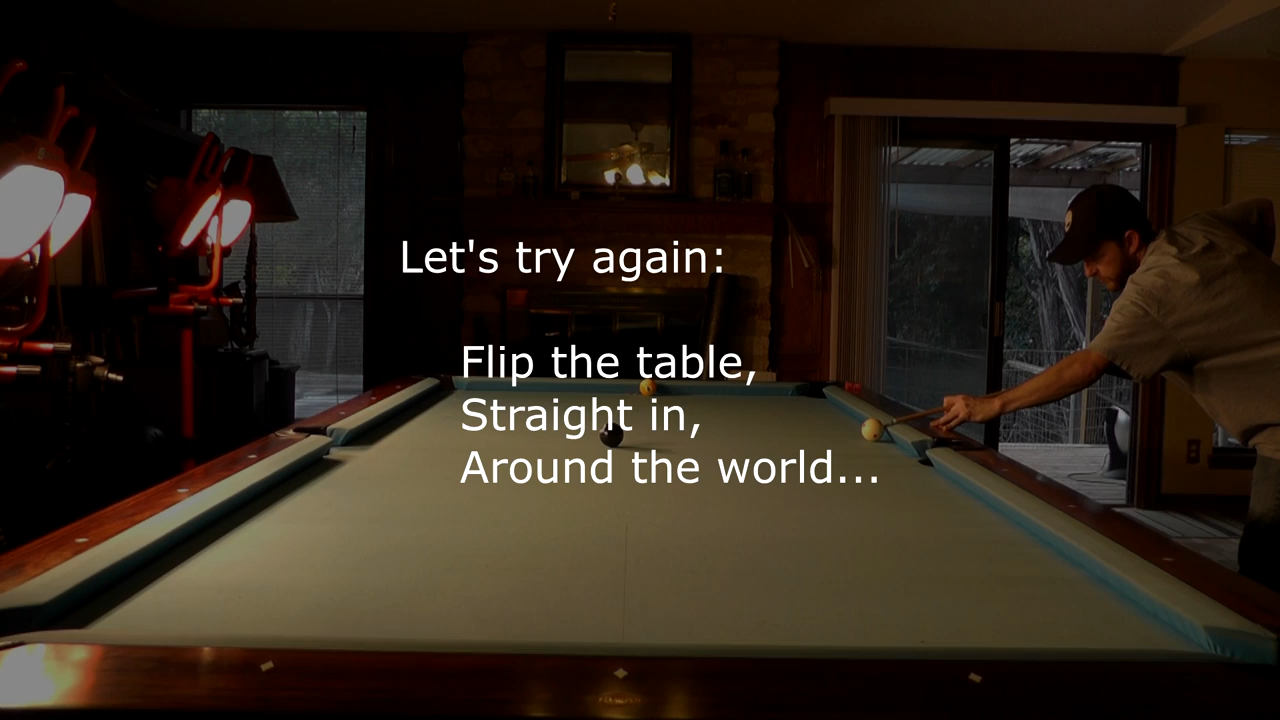 Let's try again:
Flip the table,
Straight in,
Around the world...